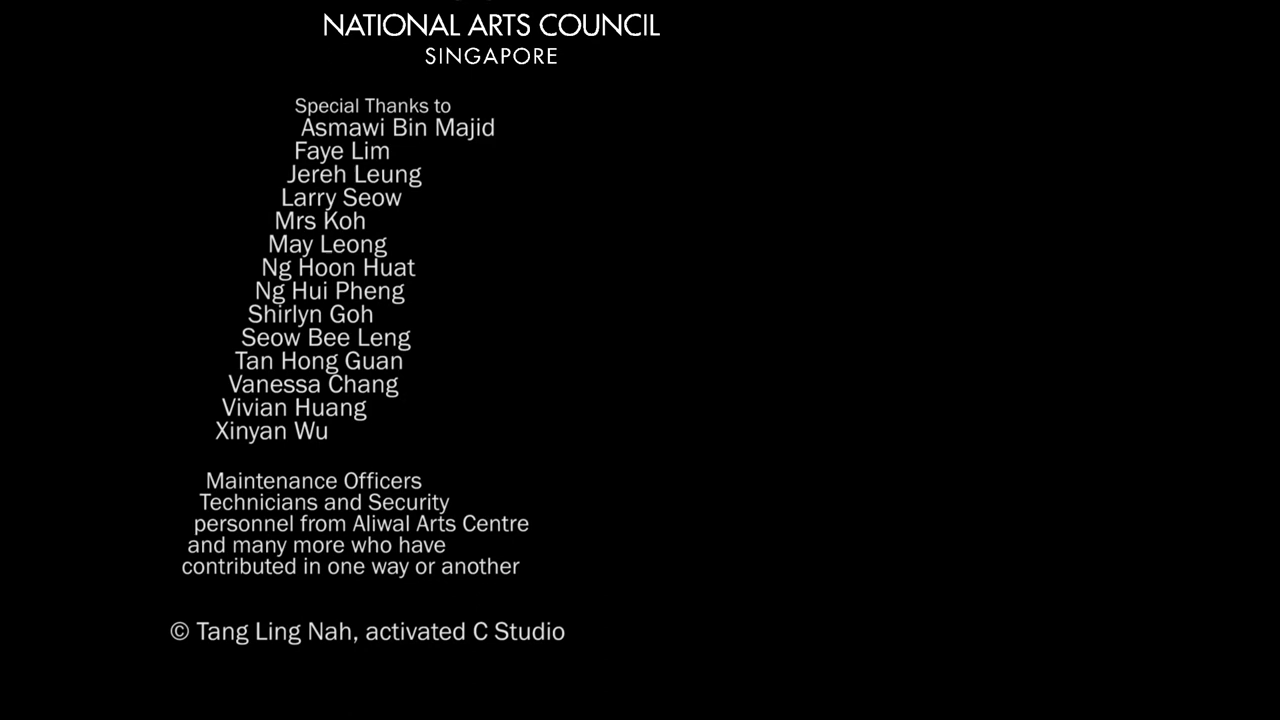 NATIONAL ARTS COUNCIL
SINGAPORE
Special Thanks to
Asmawi Bin Majid
Faye Lim
Jereh Leung
Larry Seow
Mrs Koh
May Leong
Ng Hoon Huat
Ng Hui Pheng
Shirlyn Goh
Seow Bee Leng
Tan Hong Guan
Vanessa Chang
Vivian Huang
Xinyan Wu
Maintenance Officers
Technicians and Security
personnel from Aliwal Arts Centre
and many more who have
contributed in one way or another
© Tang Ling Nah, activated C Studio